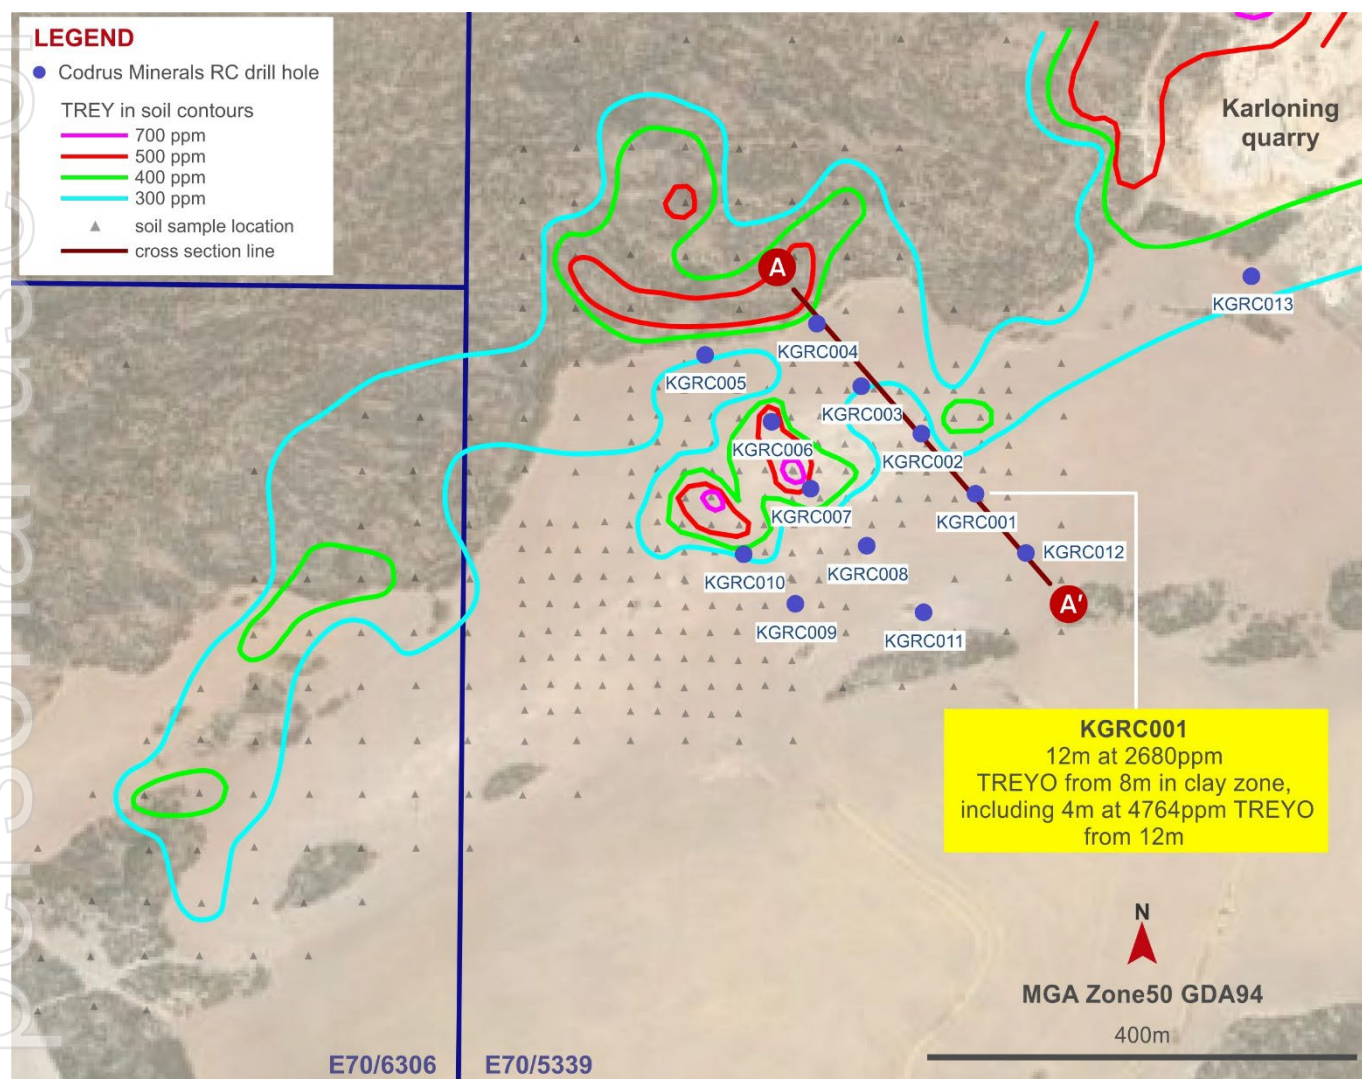 LEGEND
Codrus Minerals RC drill hole
TREY in soil contours
700 ppm
500 ppm
400 ppm
300 ppm
soil sample location
cross section line
Karloning
quarry
A
KGRC013
KGRC004
KGRC005
KGRC003
KGRC006
KGRC002
KGRC007
KGRC001
KGRC012
KGRC008
KGRC010
A'
KGRC009
KGRC011
KGRC001
12m at 2680ppm
TREYO from 8m in clay zone,
including 4m at 4764ppm TREYO
from 12m
N
MGA Zone50 GDA94
400m
E70/6306
E70/5339